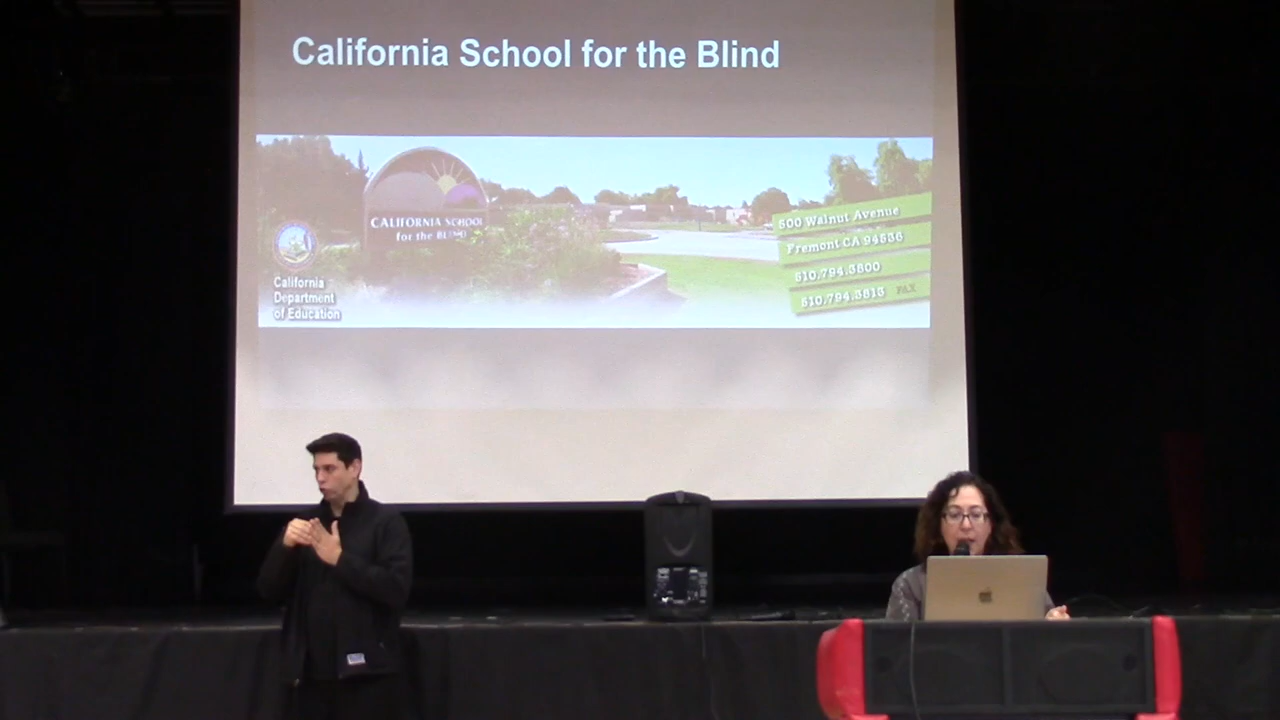 California School for the Blind
CALIFORNIA SCHOOL
for the BLIND
California
Department
of Education
500 Walnut Avenue
Fremont CA 94536
510.794.3800
510.794.3813 FAX